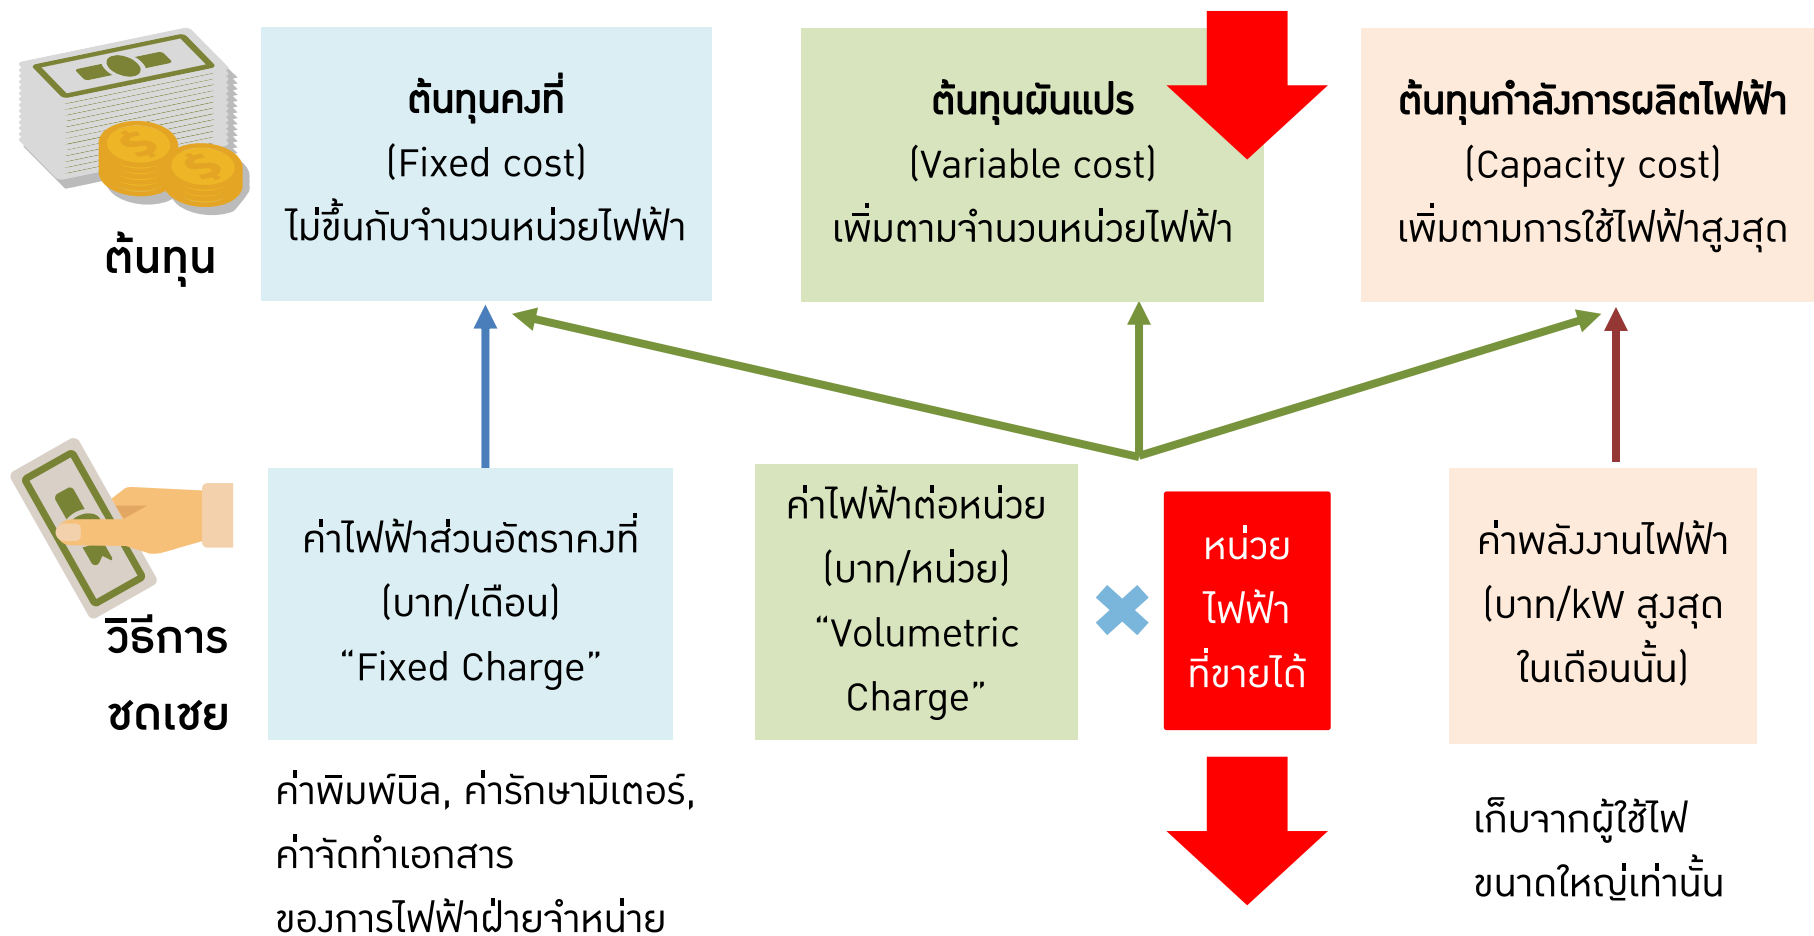 ต้นทุน
ต้นทุนคงที่
(Fixed cost)
ไม่ขึ้นกับจำนวนหน่วยไฟฟ้า
ต้นทุนผันแปร
(Variable cost)
เพิ่มตามจำนวนหน่วยไฟฟ้า
ต้นทุนกำลังการผลิตไฟฟ้า
(Capacity cost)
เพิ่มตามการใช้ไฟฟ้าสูงสุด
วิธีการ
ชดเชย
ค่าไฟฟ้าส่วนอัตราคงที่
(บาท/เดือน)
“Fixed Charge”
ค่าไฟฟ้าต่อหน่วย
(บาท/หน่วย)
“Volumetric
Charge”
หน่วย
ไฟฟ้า
ที่ขายได้
ค่าพลังงานไฟฟ้า
(บาท/kW สูงสุด
ในเดือนนั้น)
ค่าพิมพ์บิล, ค่ารักษามิเตอร์,
ค่าจัดทำเอกสาร
ของการไฟฟ้าฝ่ายจำหน่าย
เก็บจากผู้ใช้ไฟ
ขนาดใหญ่เท่านั้น